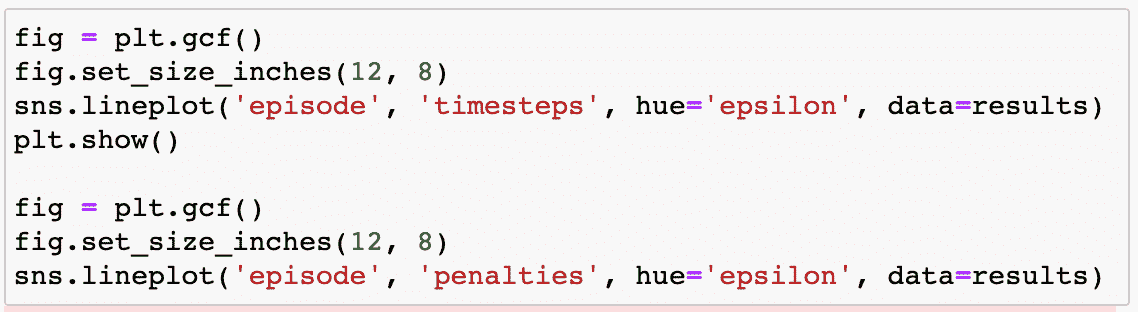 fig = plt.gcf()
fig.set_size_inches(12, 8)
sns.lineplot('episode', 'timesteps', hue='epsilon', data=results)
plt.show()

fig = plt.gcf()
fig.set_size_inches(12, 8)
sns.lineplot('episode', 'penalties', hue='epsilon', data=results)